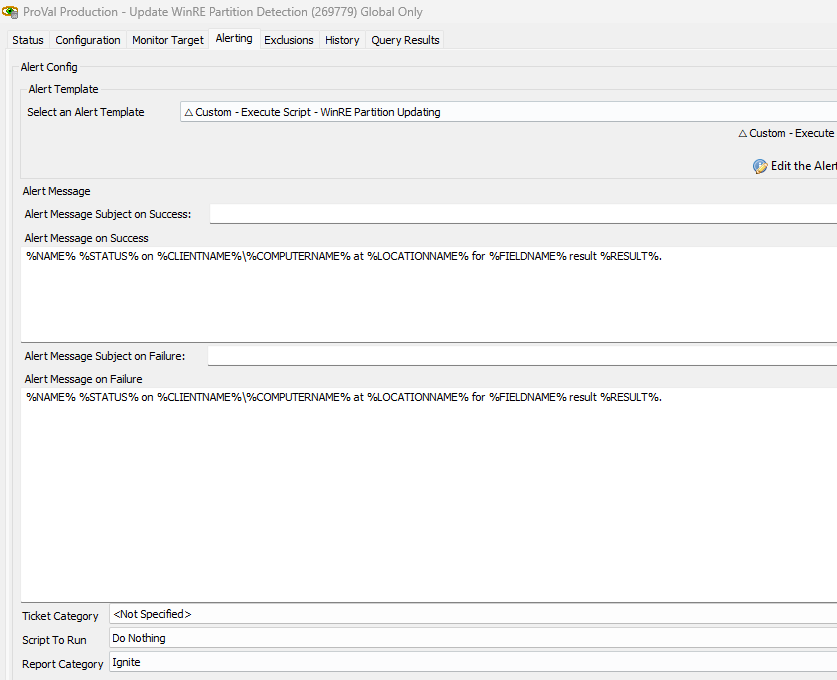 ProVal Production - Update WinRE Partition Detection (269779) Global Only
Status Configuration Monitor Target Alerting Exclusions History Query Results
Alert Config
Alert Template
Select an Alert Template △ Custom - Execute Script - WinRE Partition Updating
△ Custom - Execute
Edit the Alert
Alert Message
Alert Message Subject on Success:
Alert Message on Success
%NAME% %STATUS% on %CLIENTNAME%\%COMPUTERNAME% at %LOCATIONNAME% for %FIELDNAME% result %RESULT%.
Alert Message Subject on Failure:
Alert Message on Failure
%NAME% %STATUS% on %CLIENTNAME%\%COMPUTERNAME% at %LOCATIONNAME% for %FIELDNAME% result %RESULT%.
Ticket Category <Not Specified>
Script To Run Do Nothing
Report Category Ignite